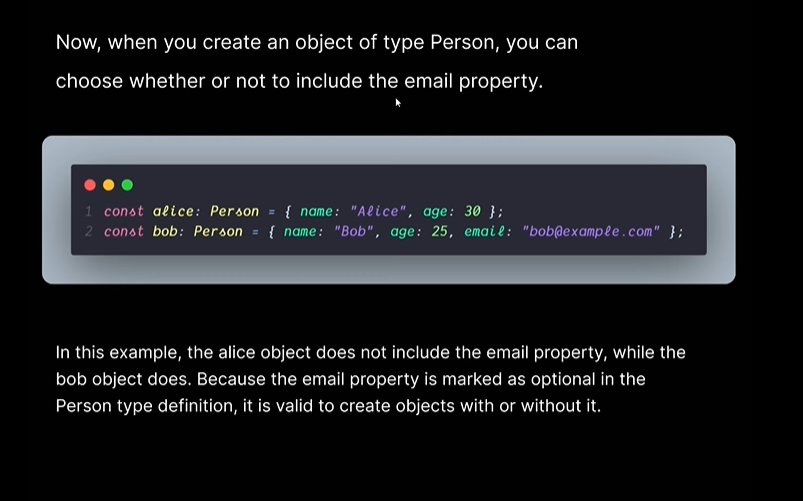 Now, when you create an object of type Person, you can
choose whether or not to include the email property.
1 const alice: Person = { name: "Alice", age: 30 };
2 const bob: Person = { name: "Bob", age: 25, email: "bob@example.com" };
In this example, the alice object does not include the email property, while the
bob object does. Because the email property is marked as optional in the
Person type definition, it is valid to create objects with or without it.